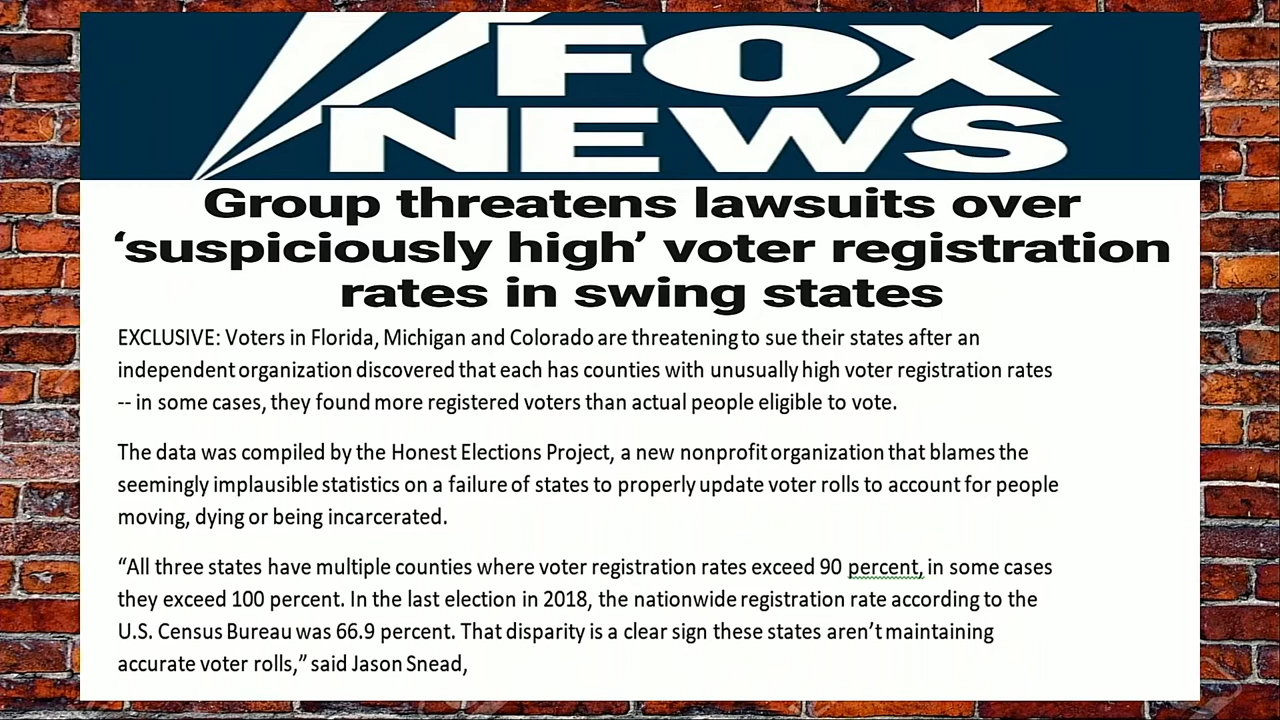 FOX
NEWS
Group threatens lawsuits over
‘suspiciously high’ voter registration
rates in swing states
EXCLUSIVE: Voters in Florida, Michigan and Colorado are threatening to sue their states after an
independent organization discovered that each has counties with unusually high voter registration rates
-- in some cases, they found more registered voters than actual people eligible to vote.
The data was compiled by the Honest Elections Project, a new nonprofit organization that blames the
seemingly implausible statistics on a failure of states to properly update voter rolls to account for people
moving, dying or being incarcerated.
“All three states have multiple counties where voter registration rates exceed 90 percent, in some cases
they exceed 100 percent. In the last election in 2018, the nationwide registration rate according to the
U.S. Census Bureau was 66.9 percent. That disparity is a clear sign these states aren’t maintaining
accurate voter rolls,” said Jason Snead,